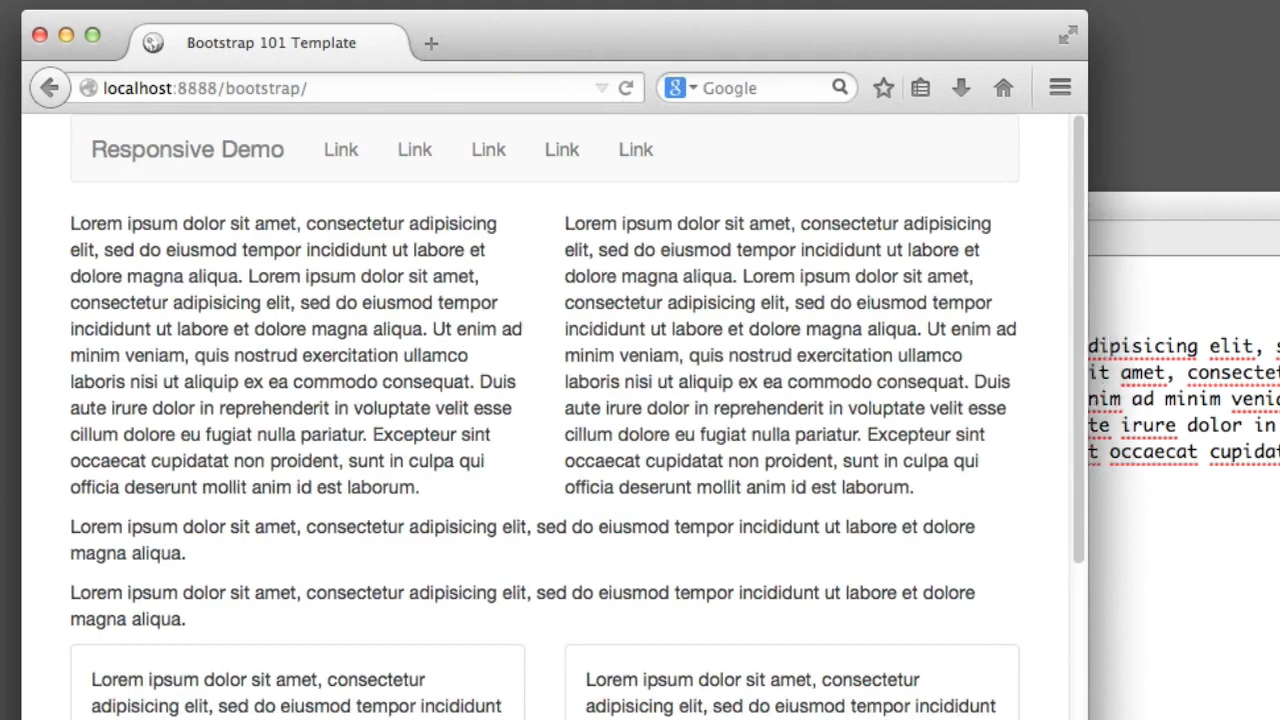 Bootstrap 101 Template
localhost:8888/bootstrap/
Google
Responsive Demo Link Link Link Link Link
Lorem ipsum dolor sit amet, consectetur adipisicing
elit, sed do eiusmod tempor incididunt ut labore et
dolore magna aliqua. Lorem ipsum dolor sit amet,
consectetur adipisicing elit, sed do eiusmod tempor
incididunt ut labore et dolore magna aliqua. Ut enim ad
minim veniam, quis nostrud exercitation ullamco
laboris nisi ut aliquip ex ea commodo consequat. Duis
aute irure dolor in reprehenderit in voluptate velit esse
cillum dolore eu fugiat nulla pariatur. Excepteur sint
occaecat cupidatat non proident, sunt in culpa qui
officia deserunt mollit anim id est laborum.
Lorem ipsum dolor sit amet, consectetur adipisicing
elit, sed do eiusmod tempor incididunt ut labore et
dolore magna aliqua. Lorem ipsum dolor sit amet,
consectetur adipisicing elit, sed do eiusmod tempor
incididunt ut labore et dolore magna aliqua. Ut enim ad
minim veniam, quis nostrud exercitation ullamco
laboris nisi ut aliquip ex ea commodo consequat. Duis
aute irure dolor in reprehenderit in voluptate velit esse
cillum dolore eu fugiat nulla pariatur. Excepteur sint
occaecat cupidatat non proident, sunt in culpa qui
officia deserunt mollit anim id est laborum.
Lorem ipsum dolor sit amet, consectetur adipisicing elit, sed do eiusmod tempor incididunt ut labore et dolore
magna aliqua.
Lorem ipsum dolor sit amet, consectetur adipisicing elit, sed do eiusmod tempor incididunt ut labore et dolore
magna aliqua.
Lorem ipsum dolor sit amet, consectetur
adipisicing elit, sed do eiusmod tempor incididunt
Lorem ipsum dolor sit amet, consectetur
adipisicing elit, sed do eiusmod tempor incididunt
dipisicing elit, s
it amet, consectet
nim ad minim venia
te irure dolor in
t occaecat cupidat